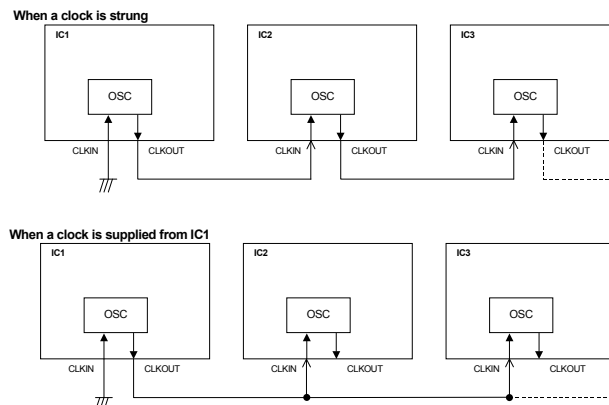 When a clock is strung
IC1
IC2
IC3
OSC
OSC
OSC
CLKIN
CLKOUT
CLKIN
CLKOUT
CLKIN
CLKOUT
When a clock is supplied from IC1
IC1
IC2
IC3
OSC
OSC
OSC
CLKIN
CLKOUT
CLKIN
CLKOUT
CLKIN
CLKOUT